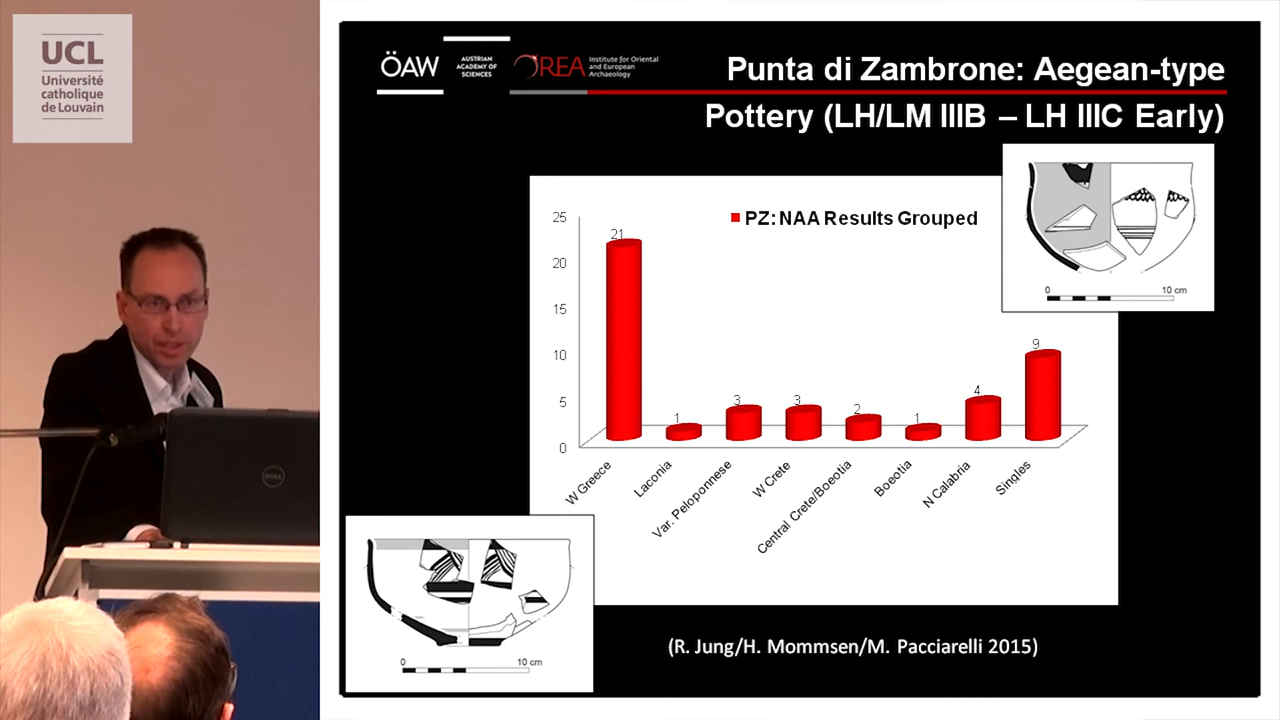 UCL
Université
catholique
de Louvain
ÖAW
AUSTRIAN
ACADEMY OF
SCIENCES
OREA
Institute for Oriental
and European
Archaeology
Punta di Zambrone: Aegean-type
Pottery (LH/LM IIIB – LH IIIC Early)
PZ: NAA Results Grouped
25
20
15
10
5
0
21
1
3
3
2
1
4
9
W Greece
Laconia
Var. Peloponnese
W Crete
Central Crete/Boeotia
Boeotia
N Calabria
Singles
0 10 cm
0 10 cm
(R. Jung/H. Mommsen/M. Pacciarelli 2015)
DELL